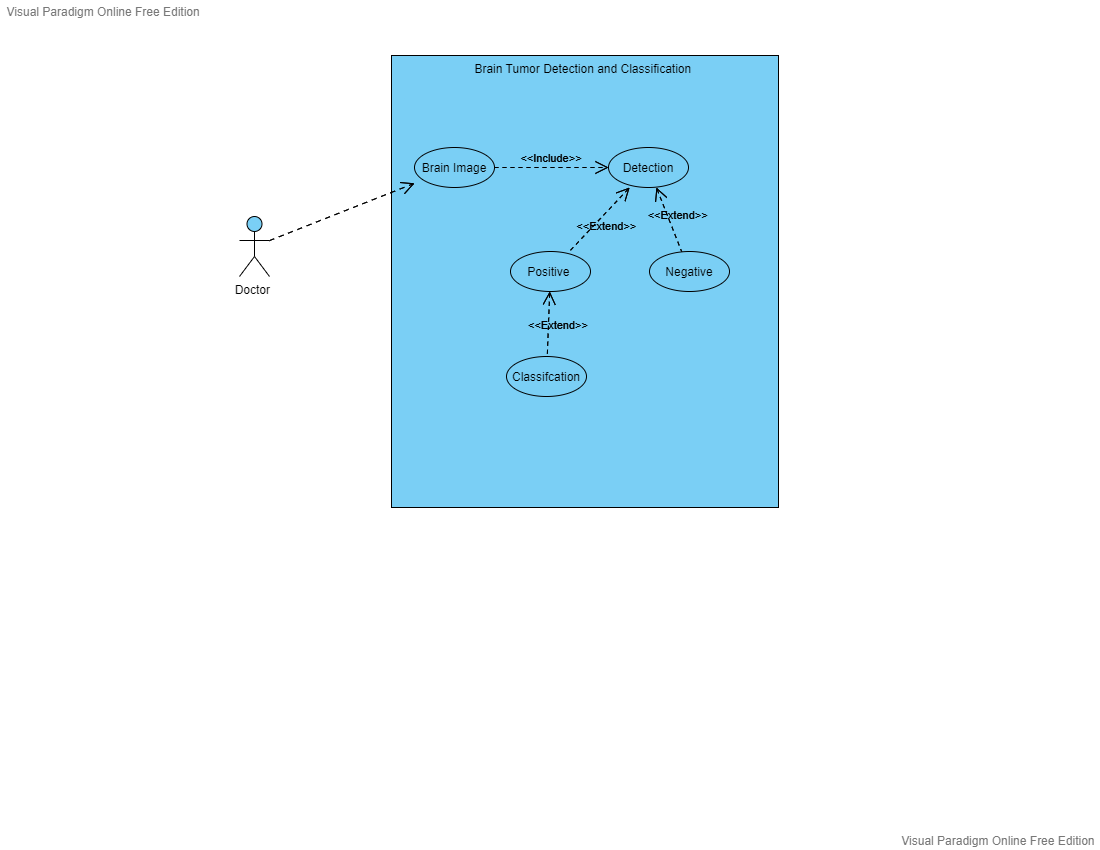 Visual Paradigm Online Free Edition
Brain Tumor Detection and Classification
Brain Image
<<Include>>
Detection
<<Extend>>
<<Extend>>
Positive
Negative
Doctor
<<Extend>>
Classifcation
Visual Paradigm Online Free Edition